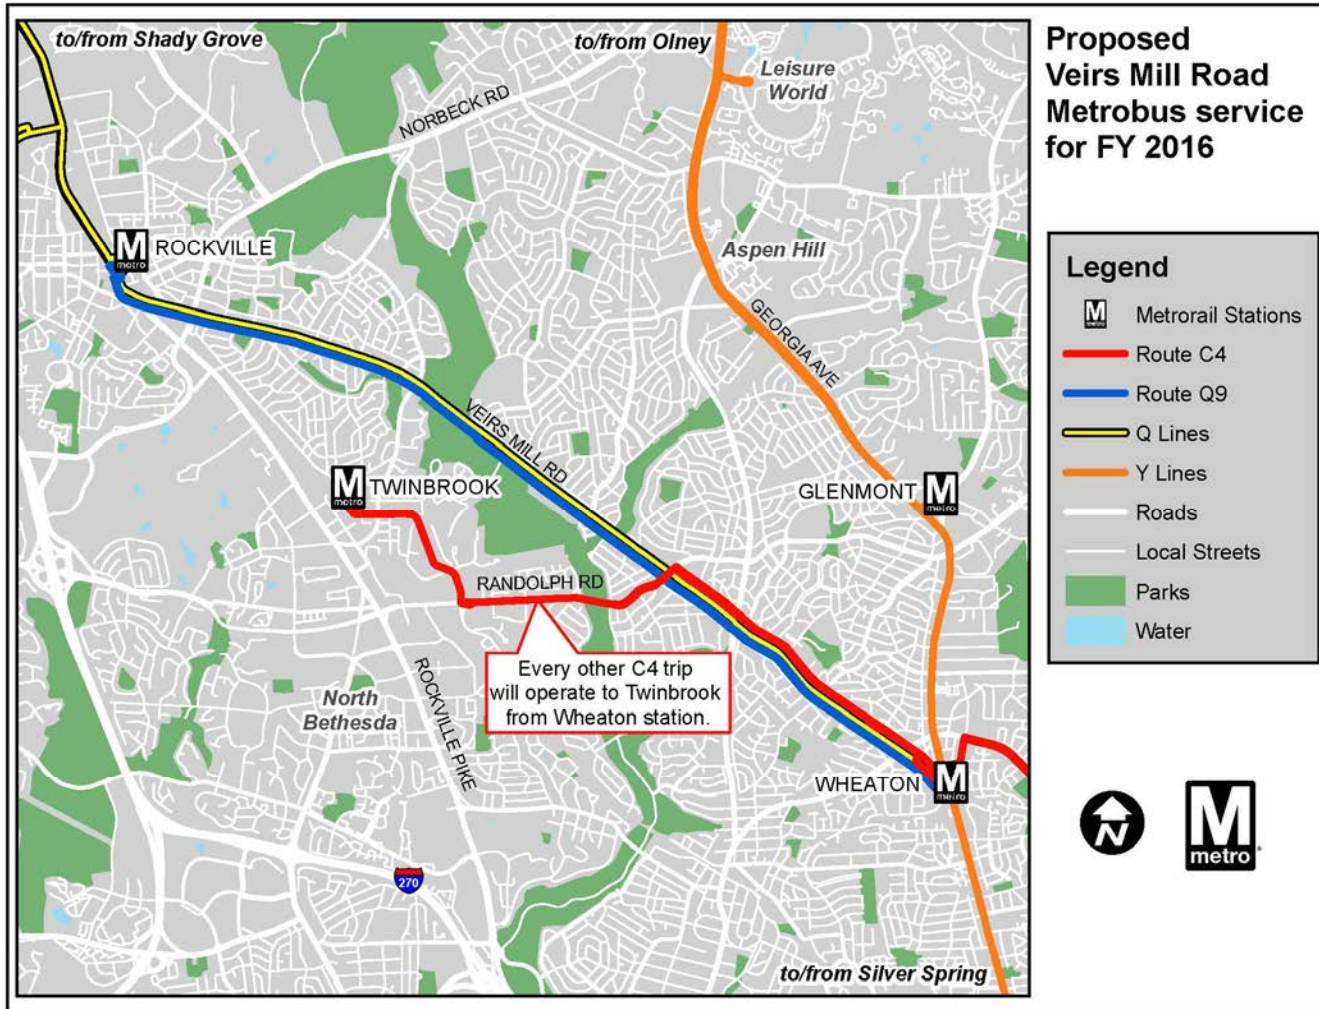 Proposed
Veirs Mill Road
Metrobus service
for FY 2016
to/from Shady Grove
to/from Olney
Leisure
World
NORBECK RD
M
metro
ROCKVILLE
Aspen Hill
GEORGIA AVE
VEIRS MILL RD
M
metro
TWINBROOK
GLENMONT
M
metro
RANDOLPH RD
Every other C4 trip
will operate to Twinbrook
from Wheaton station.
North
Bethesda
ROCKVILLE PIKE
WHEATON
M
metro
270
to/from Silver Spring
Legend
M
metro
Metrorail Stations
Route C4
Route Q9
Q Lines
Y Lines
Roads
Local Streets
Parks
Water
N
M
metro